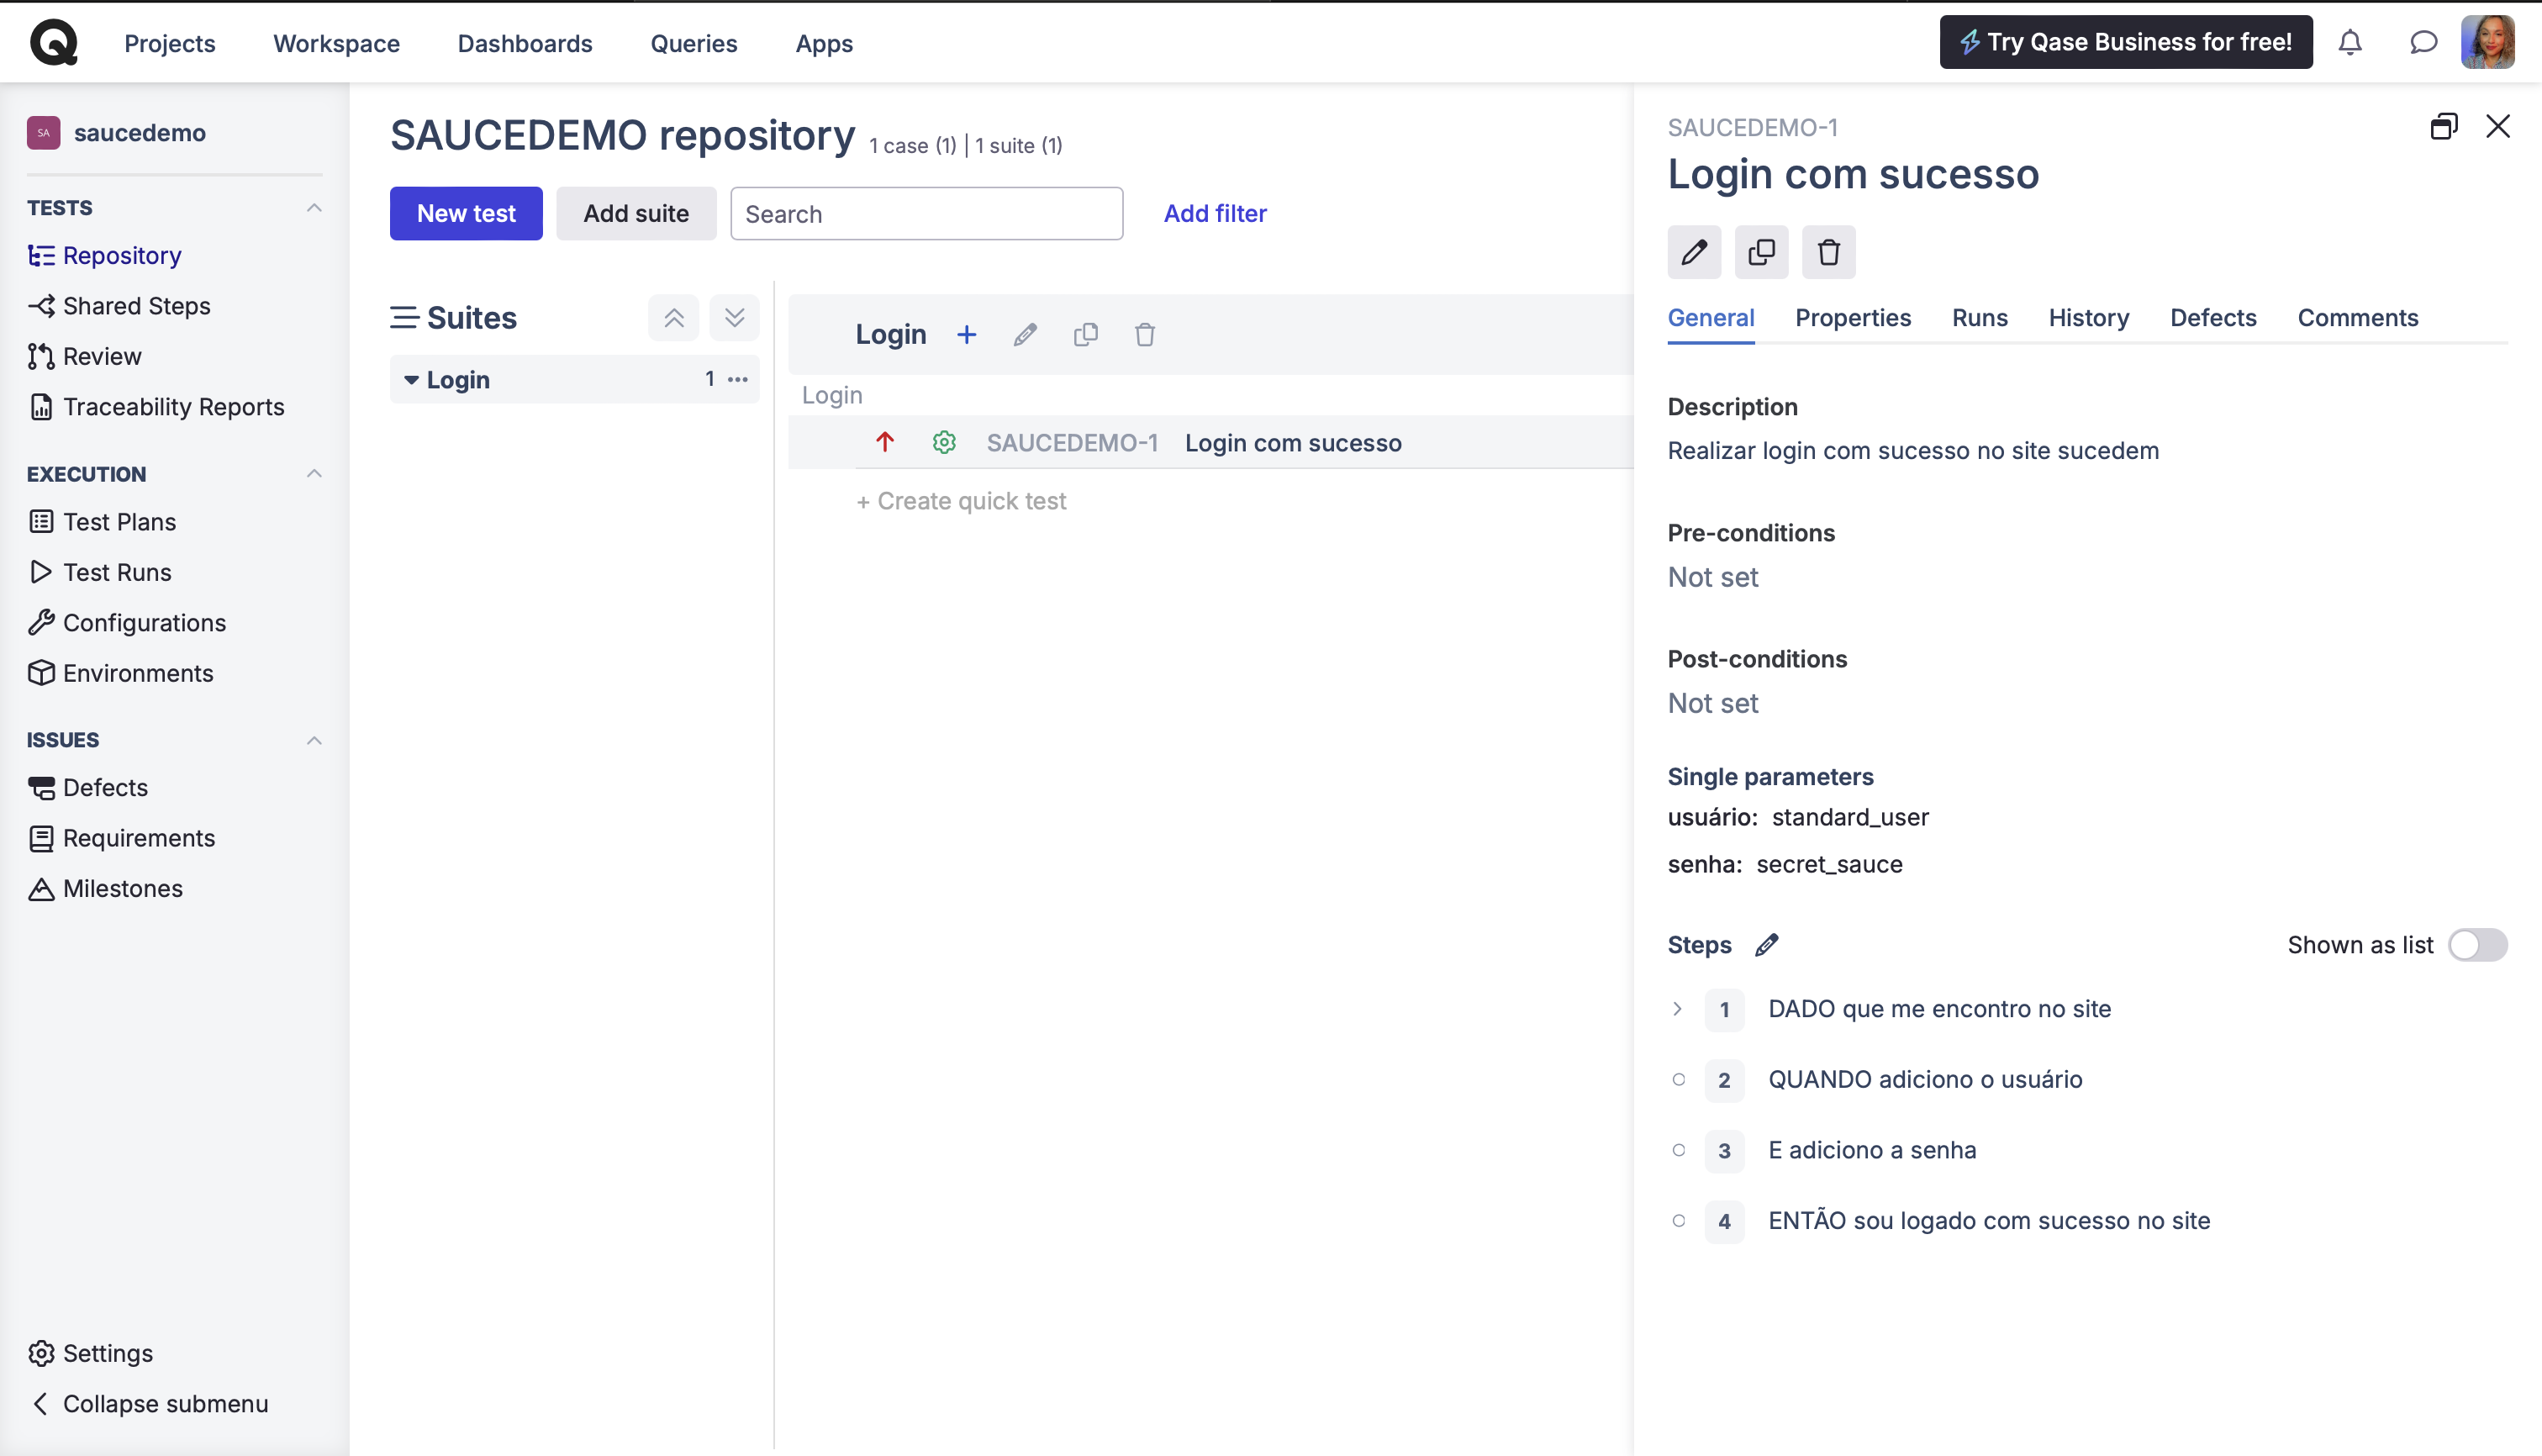 Projects
Workspace
Dashboards
Queries
Apps
Try Qase Business for free!
SA
saucedemo
TESTS
Repository
Shared Steps
Review
Traceability Reports
EXECUTION
Test Plans
Test Runs
Configurations
Environments
ISSUES
Defects
Requirements
Milestones
Settings
Collapse submenu
SAUCEDEMO repository 1 case (1) | 1 suite (1)
New test
Add suite
Search
Add filter
Suites
Login 1
Login
Login
SAUCEDEMO-1 Login com sucesso
+ Create quick test
SAUCEDEMO-1
Login com sucesso
General
Properties
Runs
History
Defects
Comments
Description
Realizar login com sucesso no site sucedem
Pre-conditions
Not set
Post-conditions
Not set
Single parameters
usuário: standard_user
senha: secret_sauce
Steps
Shown as list
1 DADO que me encontro no site
2 QUANDO adiciono o usuário
3 E adiciono a senha
4 ENTÃO sou logado com sucesso no site